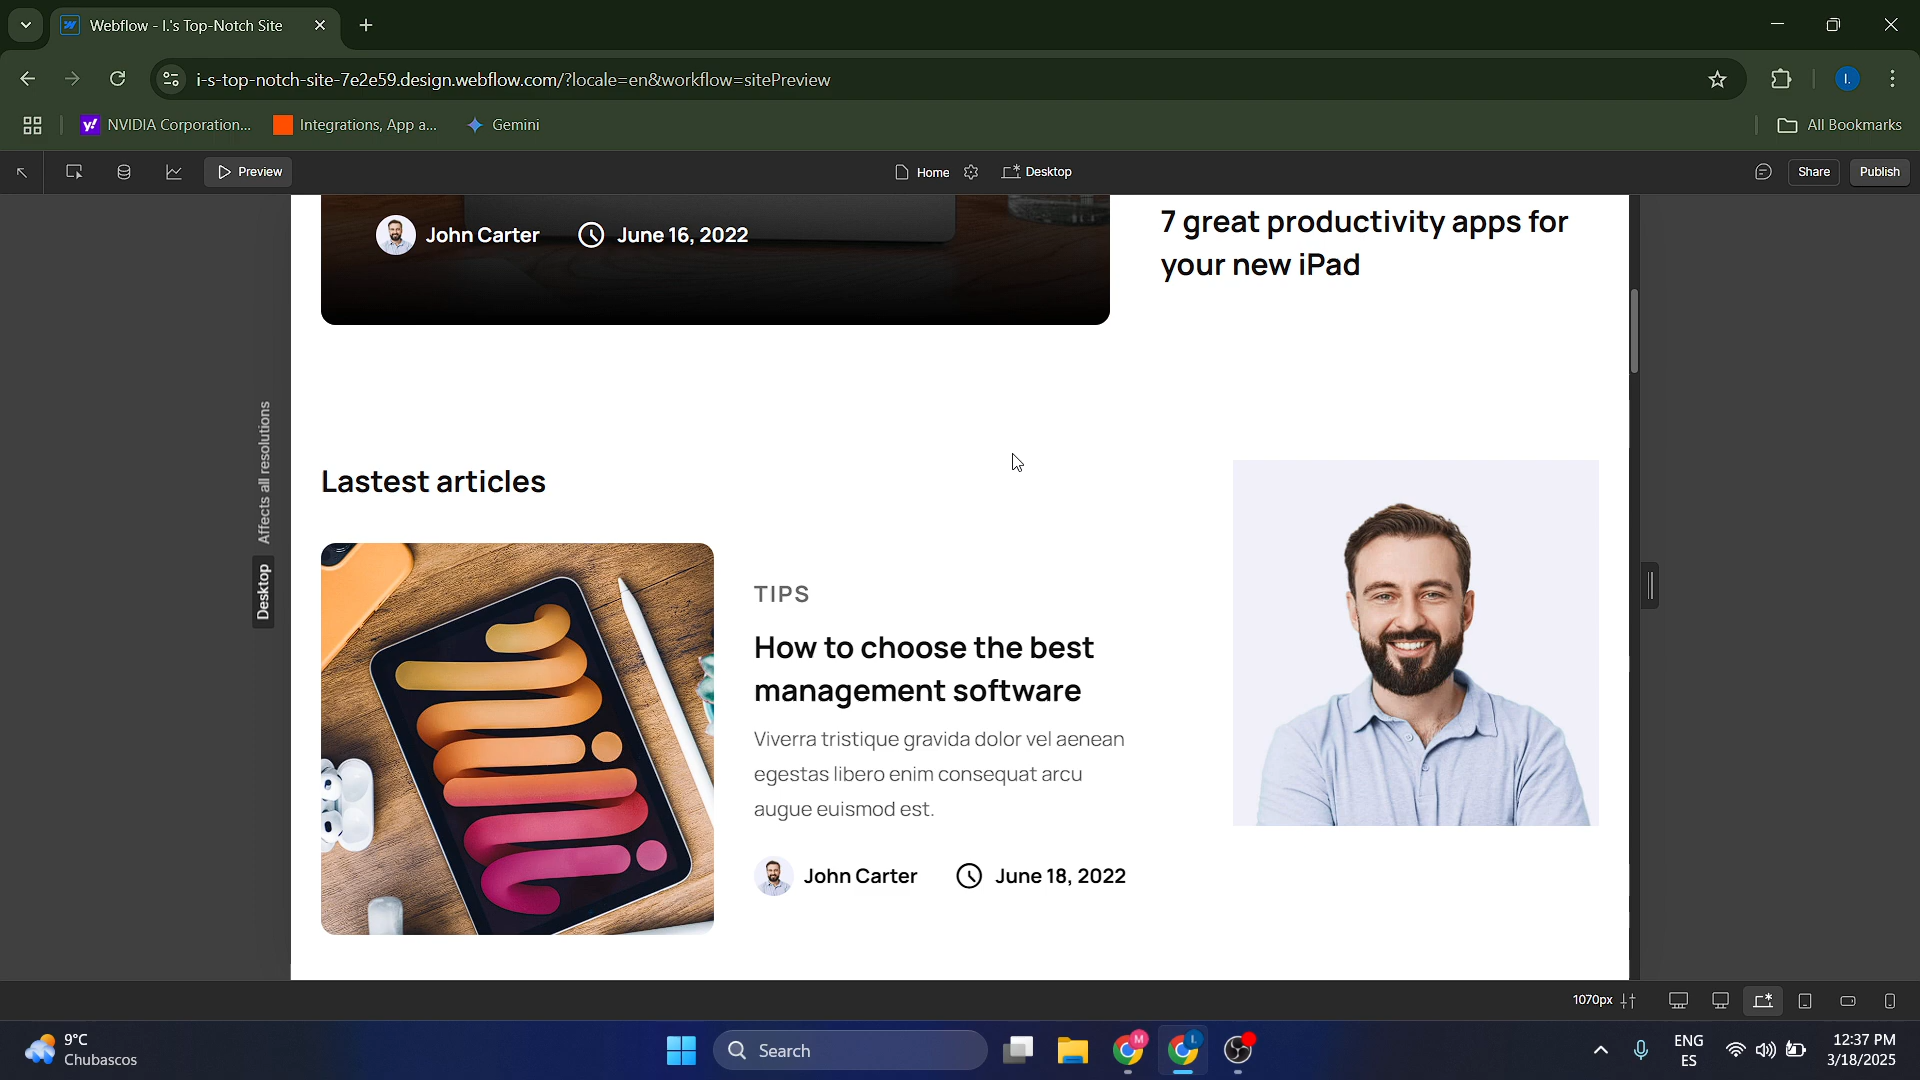 Webflow - I.'s Top-Notch Site
i-s-top-notch-site-7e2e59.design.webflow.com/?locale=en&workflow=sitePreview
I.
y! NVIDIA Corporation...
Integrations, App a...
Gemini
All Bookmarks
Preview
Home
Desktop
Share
Publish
John Carter
June 16, 2022
7 great productivity apps for
your new iPad
Affects all resolutions
Desktop
Lastest articles
TIPS
How to choose the best
management software
Viverra tristique gravida dolor vel aenean
egestas libero enim consequat arcu
augue euismod est.
John Carter
June 18, 2022
1070px
9°C
Chubascos
Search
M
I.
ENG
ES
12:37 PM
3/18/2025